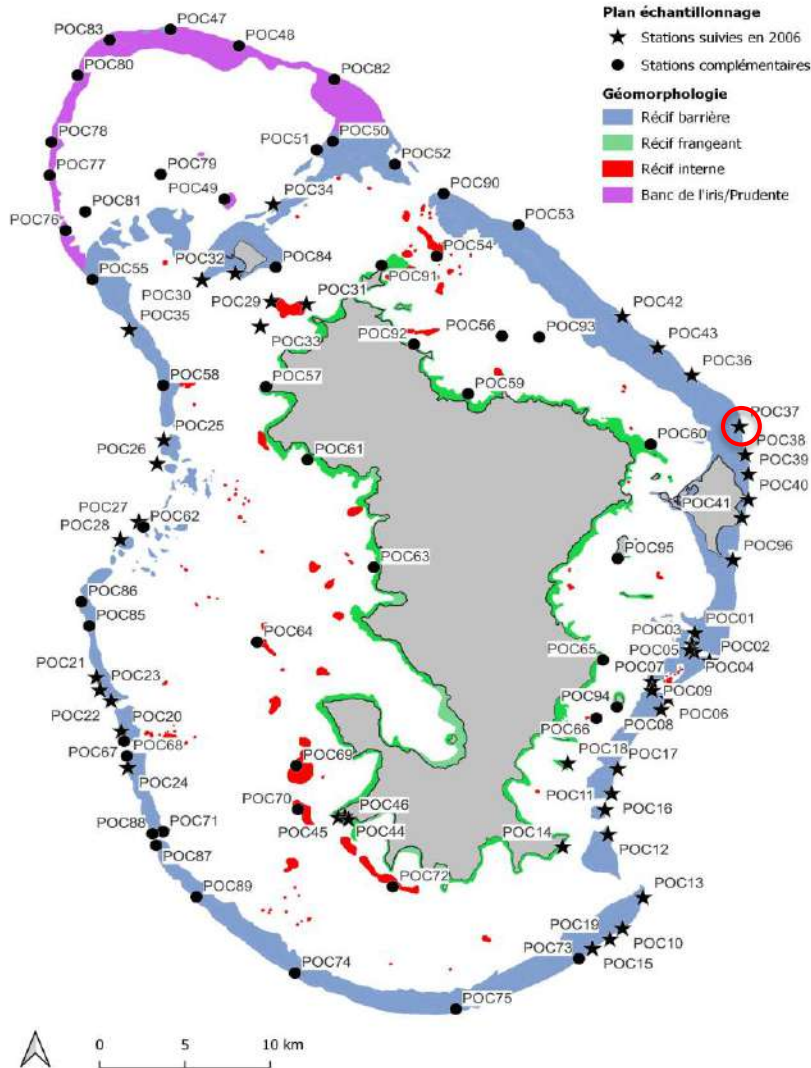 Plan échantillonnage
Stations suivies en 2006
Stations complémentaires
Géomorphologie
Récif barrière
Récif frangeant
Récif interne
Banc de l'iris/Prudente
POC47
POC83
POC48
POC80
POC82
POC50
POC51
POC78
POC52
POC79
POC77
POC49
POC34
POC90
POC81
POC53
POC76
POC54
POC32
POC84
POC55
POC91
POC30
POC31
POC29
POC42
POC35
POC56
POC93
POC33
POC92
POC43
POC36
POC58
POC57
POC59
POC37
POC25
POC60
POC38
POC26
POC61
POC39
POC40
POC41
POC27
POC62
POC28
POC95
POC96
POC63
POC86
POC85
POC01
POC03
POC64
POC02
POC05
POC65
POC04
POC21
POC23
POC07
POC09
POC94
POC06
POC22
POC20
POC08
POC66
POC68
POC67
POC18
POC17
POC69
POC24
POC11
POC70
POC46
POC16
POC71
POC88
POC45
POC44
POC14
POC12
POC87
POC72
POC89
POC13
POC19
POC10
POC73
POC15
POC74
POC75
0 5 10 km